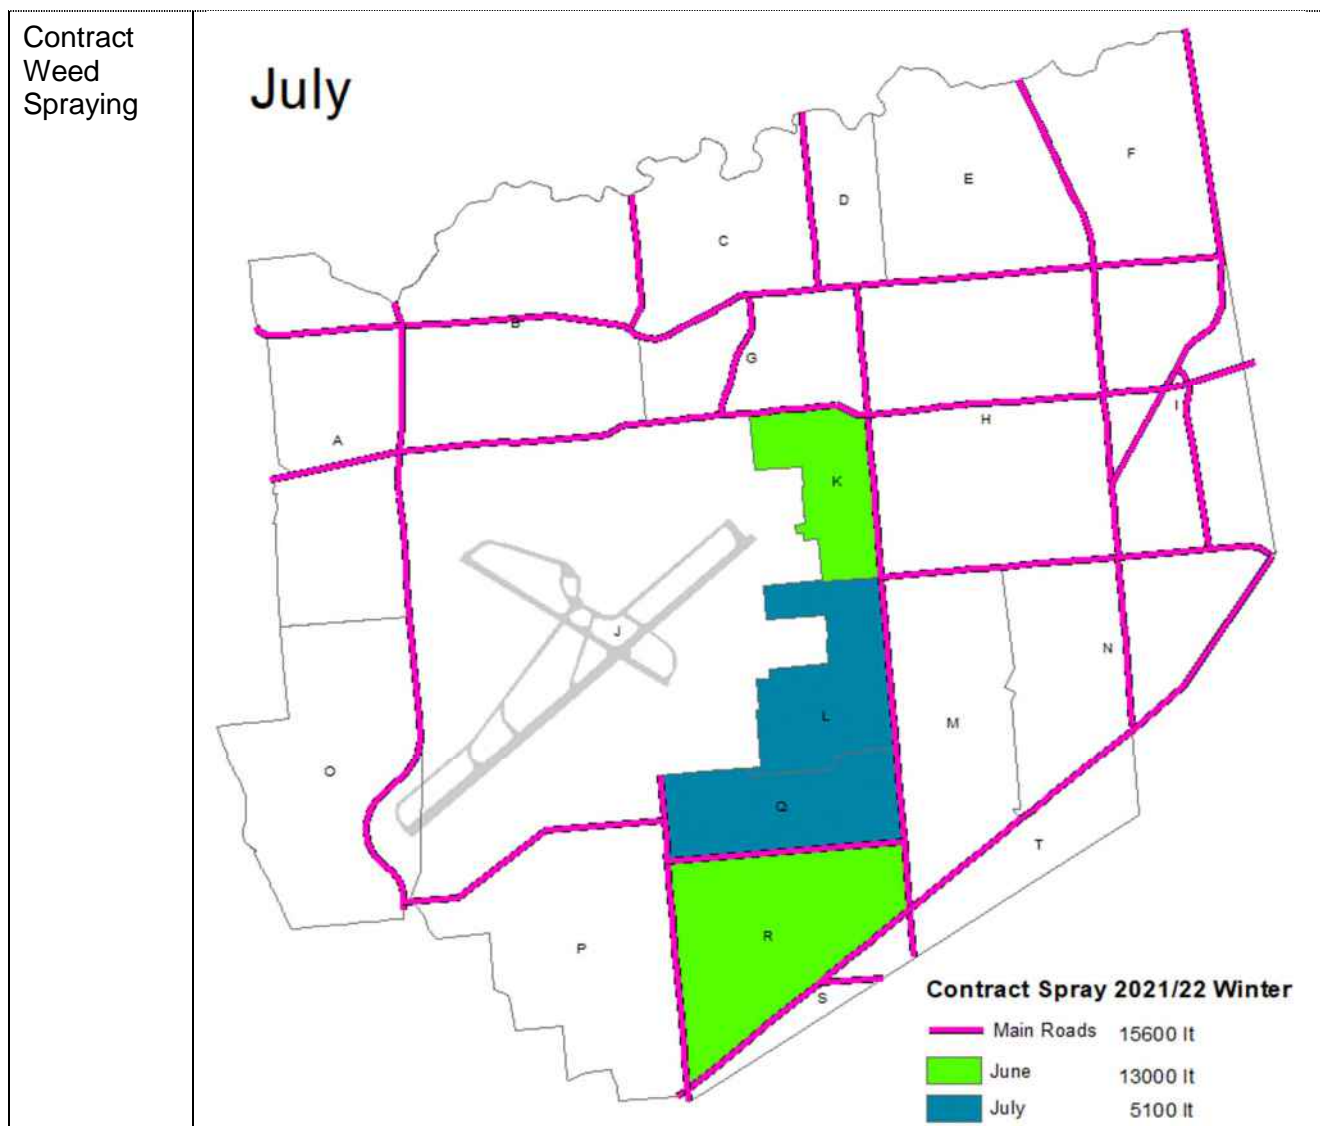 Contract
Weed
Spraying
July
F
E
D
C
B
G
A
H
I
K
J
N
L
M
O
Q
T
R
P
S
Contract Spray 2021/22 Winter
Main Roads 15600 lt
June 13000 lt
July 5100 lt